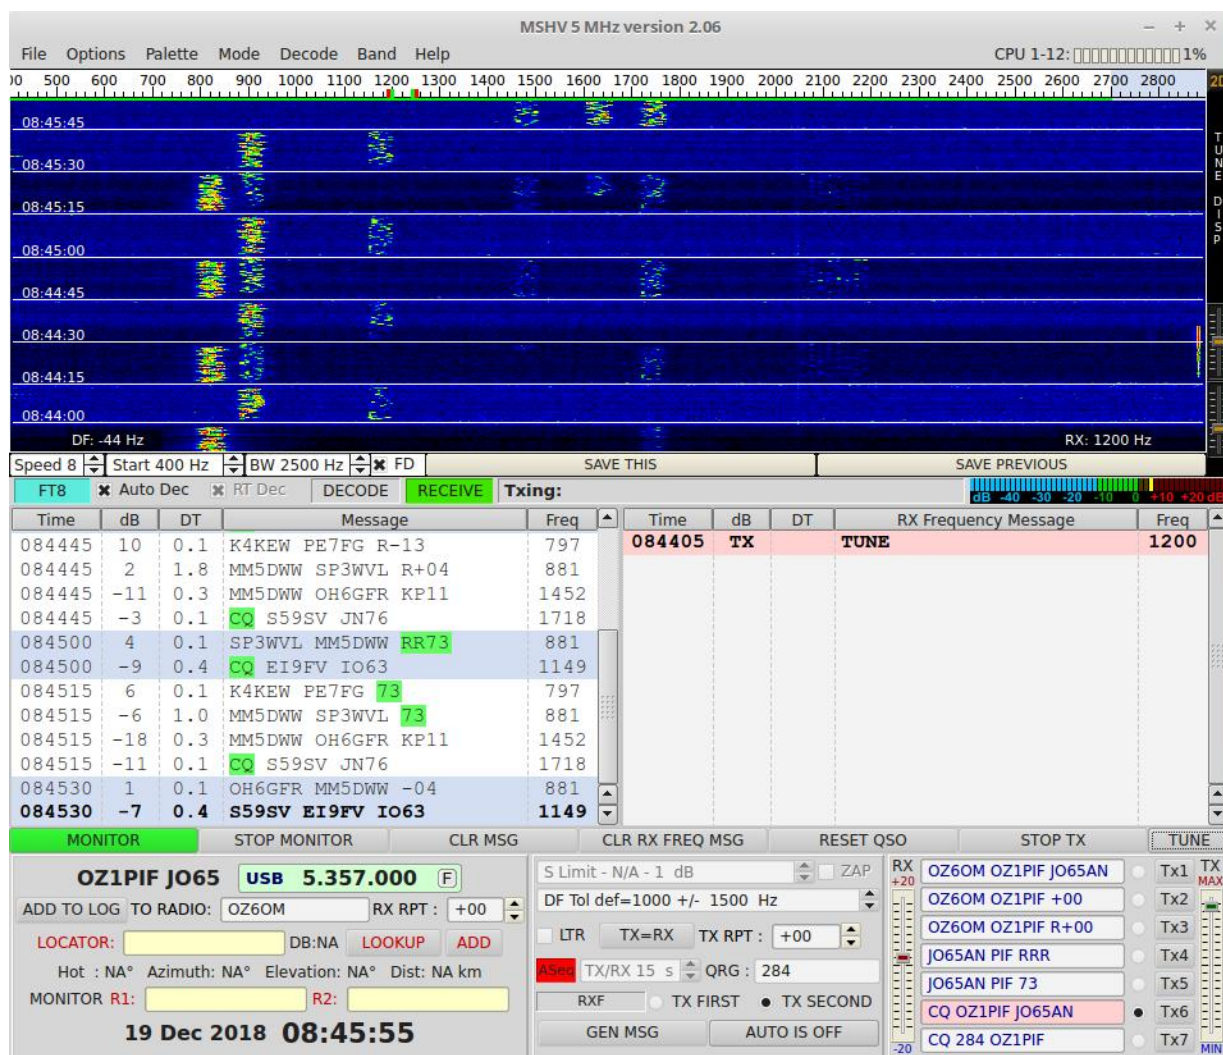 MSHV 5 MHz version 2.06
File Options Palette Mode Decode Band Help CPU 1-12: 1%
00 500 600 700 800 900 1000 1100 1200 1300 1400 1500 1600 1700 1800 1900 2000 2100 2200 2300 2400 2500 2600 2700 2800 2D
08:45:45
08:45:30
08:45:15
08:45:00
08:44:45
08:44:30
08:44:15
08:44:00
TUNE DISP
DF: -44 Hz RX: 1200 Hz
Speed 8 Start 400 Hz BW 2500 Hz FD SAVE THIS SAVE PREVIOUS
FT8 Auto Dec RT Dec DECODE RECEIVE Txing: dB -40 -30 -20 -10 0 +10 +20 dB
Time dB DT Message Freq Time dB DT RX Frequency Message Freq
084445 10 0.1 K4KEW PE7FG R-13 797 084405 TX TUNE 1200
084445 2 1.8 MM5DWW SP3WVL R+04 881
084445 -11 0.3 MM5DWW OH6GFR KP11 1452
084445 -3 0.1 CQ S59SV JN76 1718
084500 4 0.1 SP3WVL MM5DWW RR73 881
084500 -9 0.4 CQ EI9FV IO63 1149
084515 6 0.1 K4KEW PE7FG 73 797
084515 -6 1.0 MM5DWW SP3WVL 73 881
084515 -18 0.3 MM5DWW OH6GFR KP11 1452
084515 -11 0.1 CQ S59SV JN76 1718
084530 1 0.1 OH6GFR MM5DWW -04 881
084530 -7 0.4 S59SV EI9FV IO63 1149
MONITOR STOP MONITOR CLR MSG CLR RX FREQ MSG RESET QSO STOP TX TUNE
OZ1PIF JO65 USB 5.357.000 F
ADD TO LOG TO RADIO: OZ6OM RX RPT : +00
LOCATOR: DB:NA LOOKUP ADD
Hot : NA° Azimuth: NA° Elevation: NA° Dist: NA km
MONITOR R1: R2:
19 Dec 2018 08:45:55
S Limit - N/A - 1 dB ZAP
DF Tol def=1000 +/- 1500 Hz
LTR TX=RX TX RPT : +00
ASeq TX/RX 15 s QRG : 284
RXF TX FIRST TX SECOND
GEN MSG AUTO IS OFF
RX +20 -20
OZ6OM OZ1PIF JO65AN Tx1
OZ6OM OZ1PIF +00 Tx2
OZ6OM OZ1PIF R+00 Tx3
JO65AN PIF RRR Tx4
JO65AN PIF 73 Tx5
CQ OZ1PIF JO65AN Tx6
CQ 284 OZ1PIF Tx7
TX MAX MIN